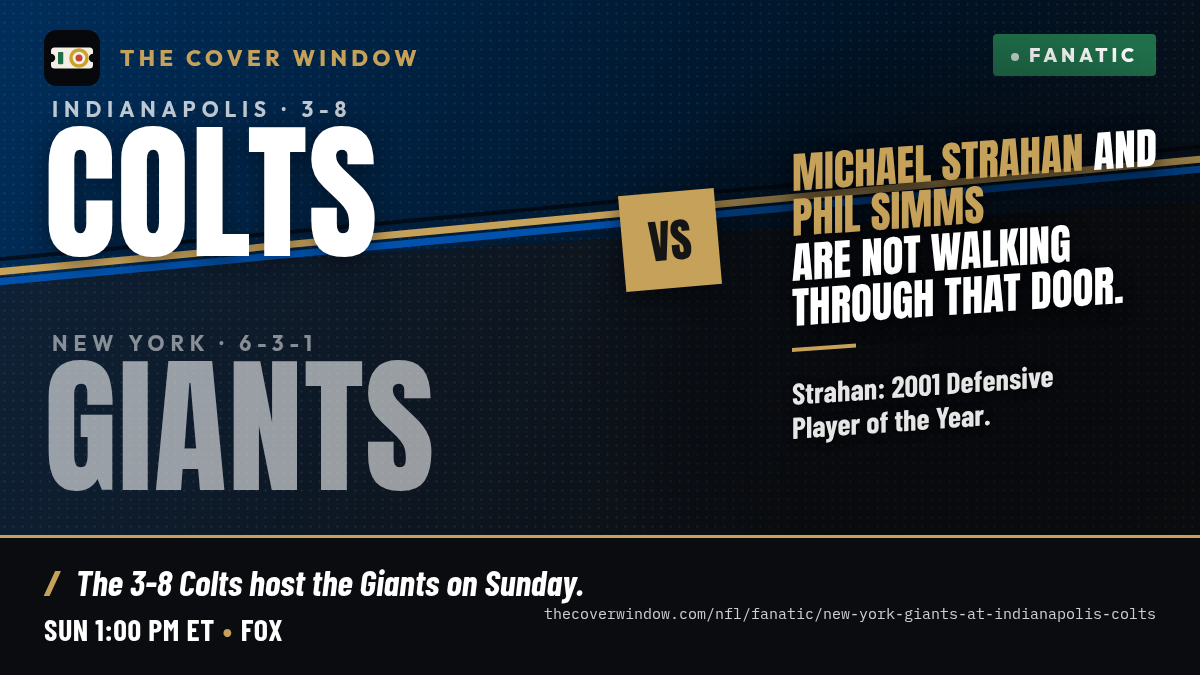 THE COVER WINDOW
FANATIC
INDIANAPOLIS · 3-8
COLTS
VS
NEW YORK · 6-3-1
GIANTS
MICHAEL STRAHAN AND
PHIL SIMMS
ARE NOT WALKING
THROUGH THAT DOOR.
Strahan: 2001 Defensive
Player of the Year.
/ The 3-8 Colts host the Giants on Sunday.
SUN 1:00 PM ET • FOX
thecoverwindow.com/nfl/fanatic/new-york-giants-at-indianapolis-colts